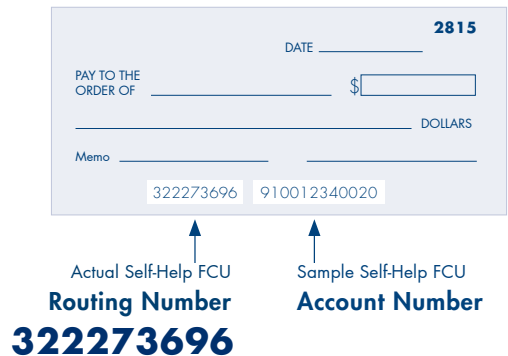 2815
DATE
PAY TO THE
ORDER OF
$
DOLLARS
Memo
322273696 910012340020
Actual Self-Help FCU
Routing Number
322273696
Sample Self-Help FCU
Account Number